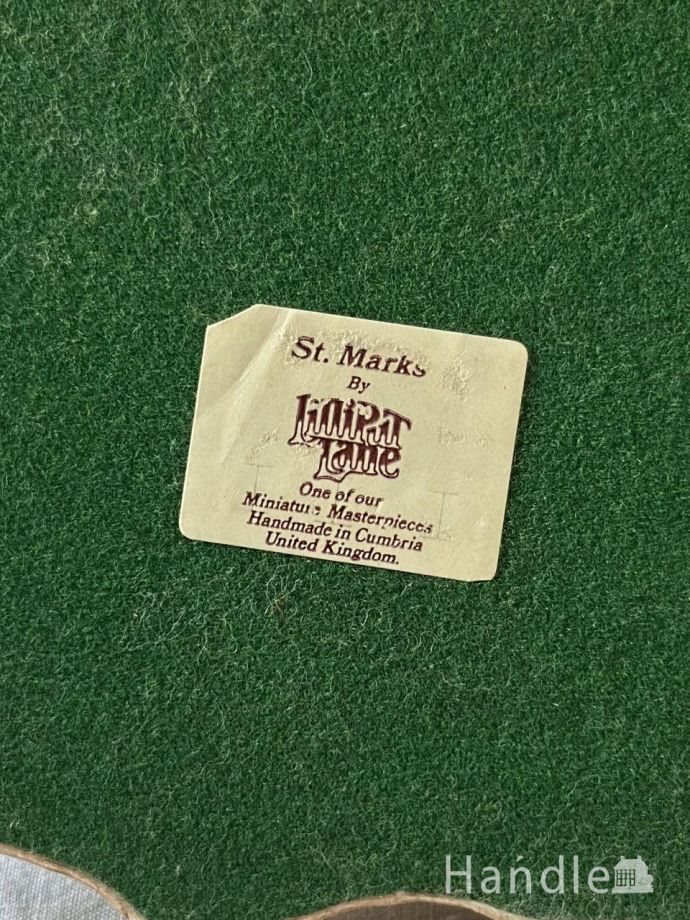 St. Marks
By
Lilliput
Lane
One of our
Miniature Masterpieces
Handmade in Cumbria
United Kingdom.
Handle